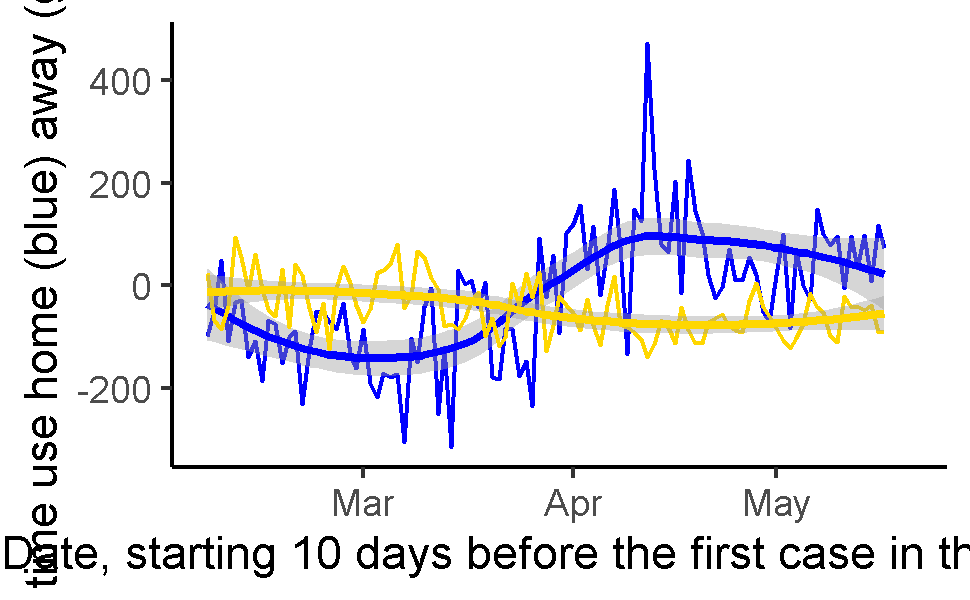 time use home (blue) away (
400
200
0
-200
Mar Apr May
Date, starting 10 days before the first case in th